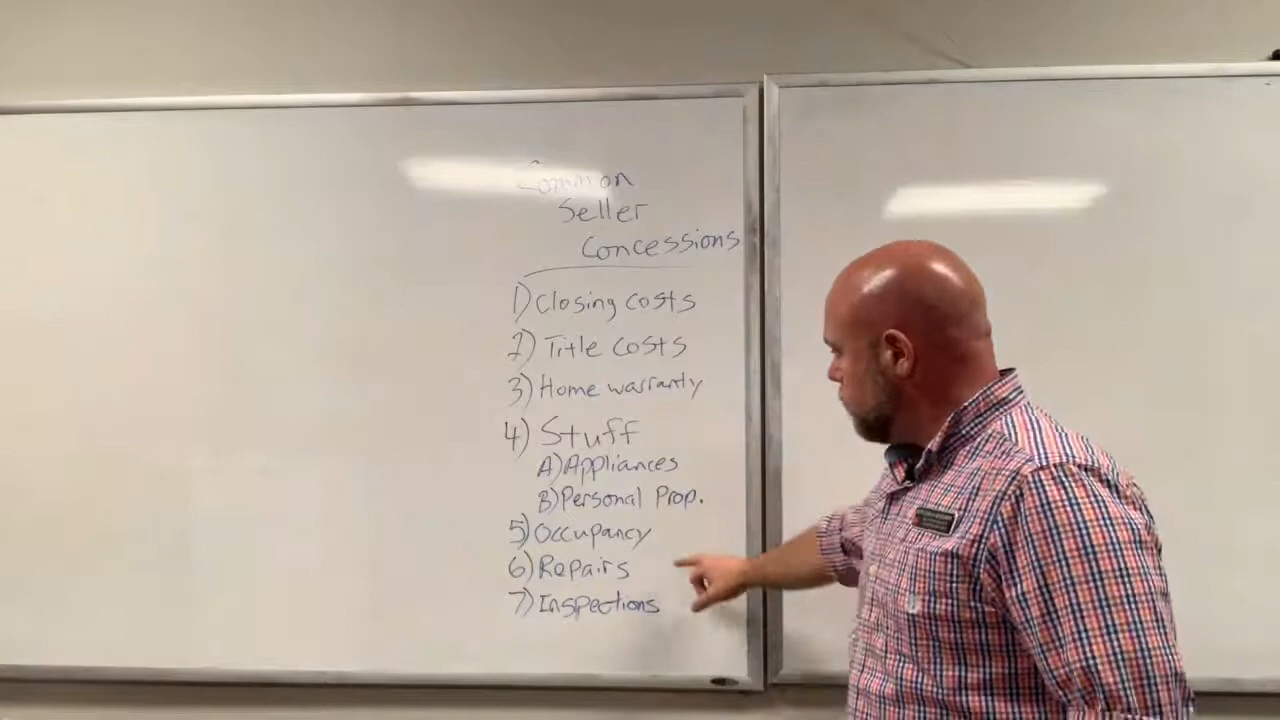 Common
Seller
Concessions
1) Closing costs
2) Title costs
3) Home warranty
4) Stuff
A) Appliances
B) Personal Prop.
5) Occupancy
6) Repairs
7) Inspections